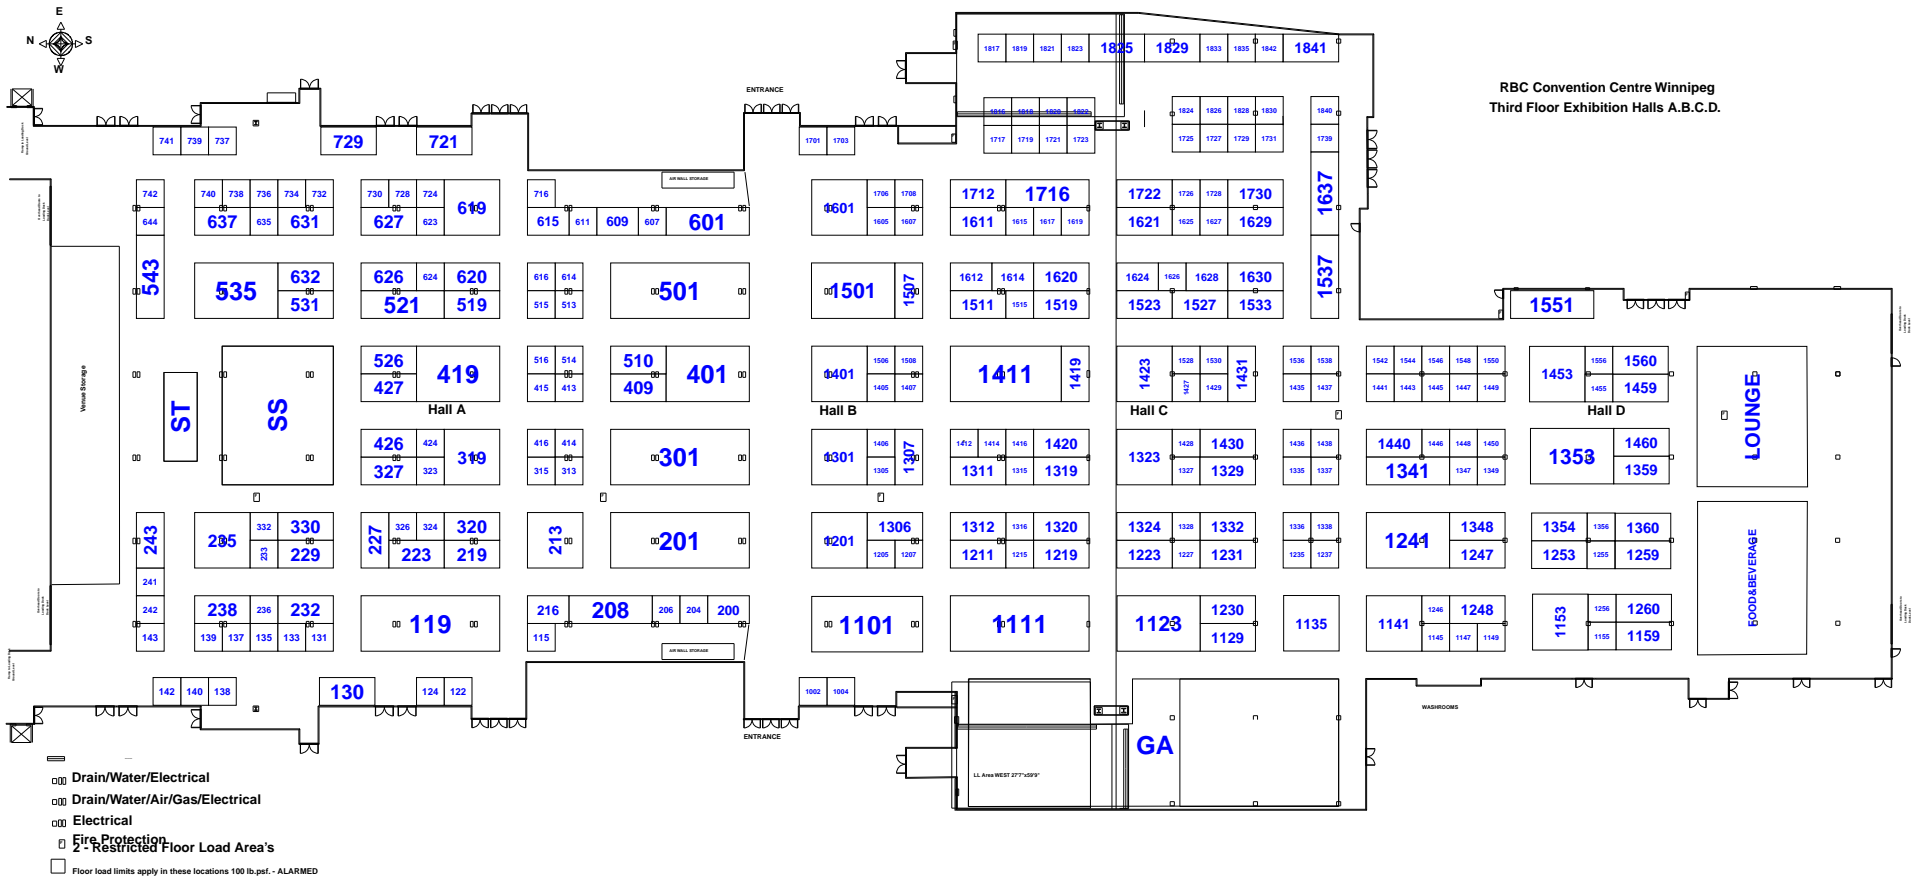 E
N S
W
RBC Convention Centre Winnipeg
Third Floor Exhibition Halls A.B.C.D.
1817 1819 1821 1823 1825 1829 1833 1835 1842 1841
ENTRANCE
1816 1818 1820 1822 1824 1826 1828 1830 1840
741 739 737 729 721 1701 1703 1717 1719 1721 1723 1725 1727 1729 1731 1739
AIR WALL STORAGE
742 740 738 736 734 732 730 728 724 619 716 1601 1706 1708 1712 1716 1722 1726 1728 1730 1637
644 637 635 631 627 623 615 611 609 607 601 1605 1607 1611 1615 1617 1619 1621 1625 1627 1629
543 535 632 626 624 620 616 614 501 1501 1507 1612 1614 1620 1624 1626 1628 1630 1537
531 521 519 515 513 1511 1515 1519 1523 1527 1533 1551
Venue Storage
ST SS 526 419 516 514 510 401 1401 1506 1508 1411 1419 1423 1528 1530 1431 1536 1538 1542 1544 1546 1548 1550 1453 1556 1560 LOUNGE
427 415 413 409 1405 1407 1427 1429 1435 1437 1441 1443 1445 1447 1449 1455 1459
Hall A Hall B Hall C Hall D
426 424 319 416 414 301 1301 1406 1307 1412 1414 1416 1420 1323 1428 1430 1436 1438 1440 1446 1448 1450 1353 1460
327 323 315 313 1305 1311 1315 1319 1327 1329 1335 1337 1341 1347 1349 1359
243 235 332 330 227 326 324 320 213 201 1201 1306 1312 1316 1320 1324 1328 1332 1336 1338 1241 1348 1354 1356 1360 FOOD&BEVERAGE
233 229 223 219 1205 1207 1211 1215 1219 1223 1227 1231 1235 1237 1247 1253 1255 1259
241
242 238 236 232 119 216 208 206 204 200 1101 1111 1123 1230 1135 1141 1246 1248 1153 1256 1260
143 139 137 135 133 131 115 1129 1145 1147 1149 1155 1159
AIR WALL STORAGE
142 140 138 130 124 122 1002 1004
WASHROOMS
ENTRANCE
GA
LL Area WEST 27'7"x59'9"
Drain/Water/Electrical
Drain/Water/Air/Gas/Electrical
Electrical
Fire Protection
2 - Restricted Floor Load Area's
Floor load limits apply in these locations 100 lb.psf. - ALARMED